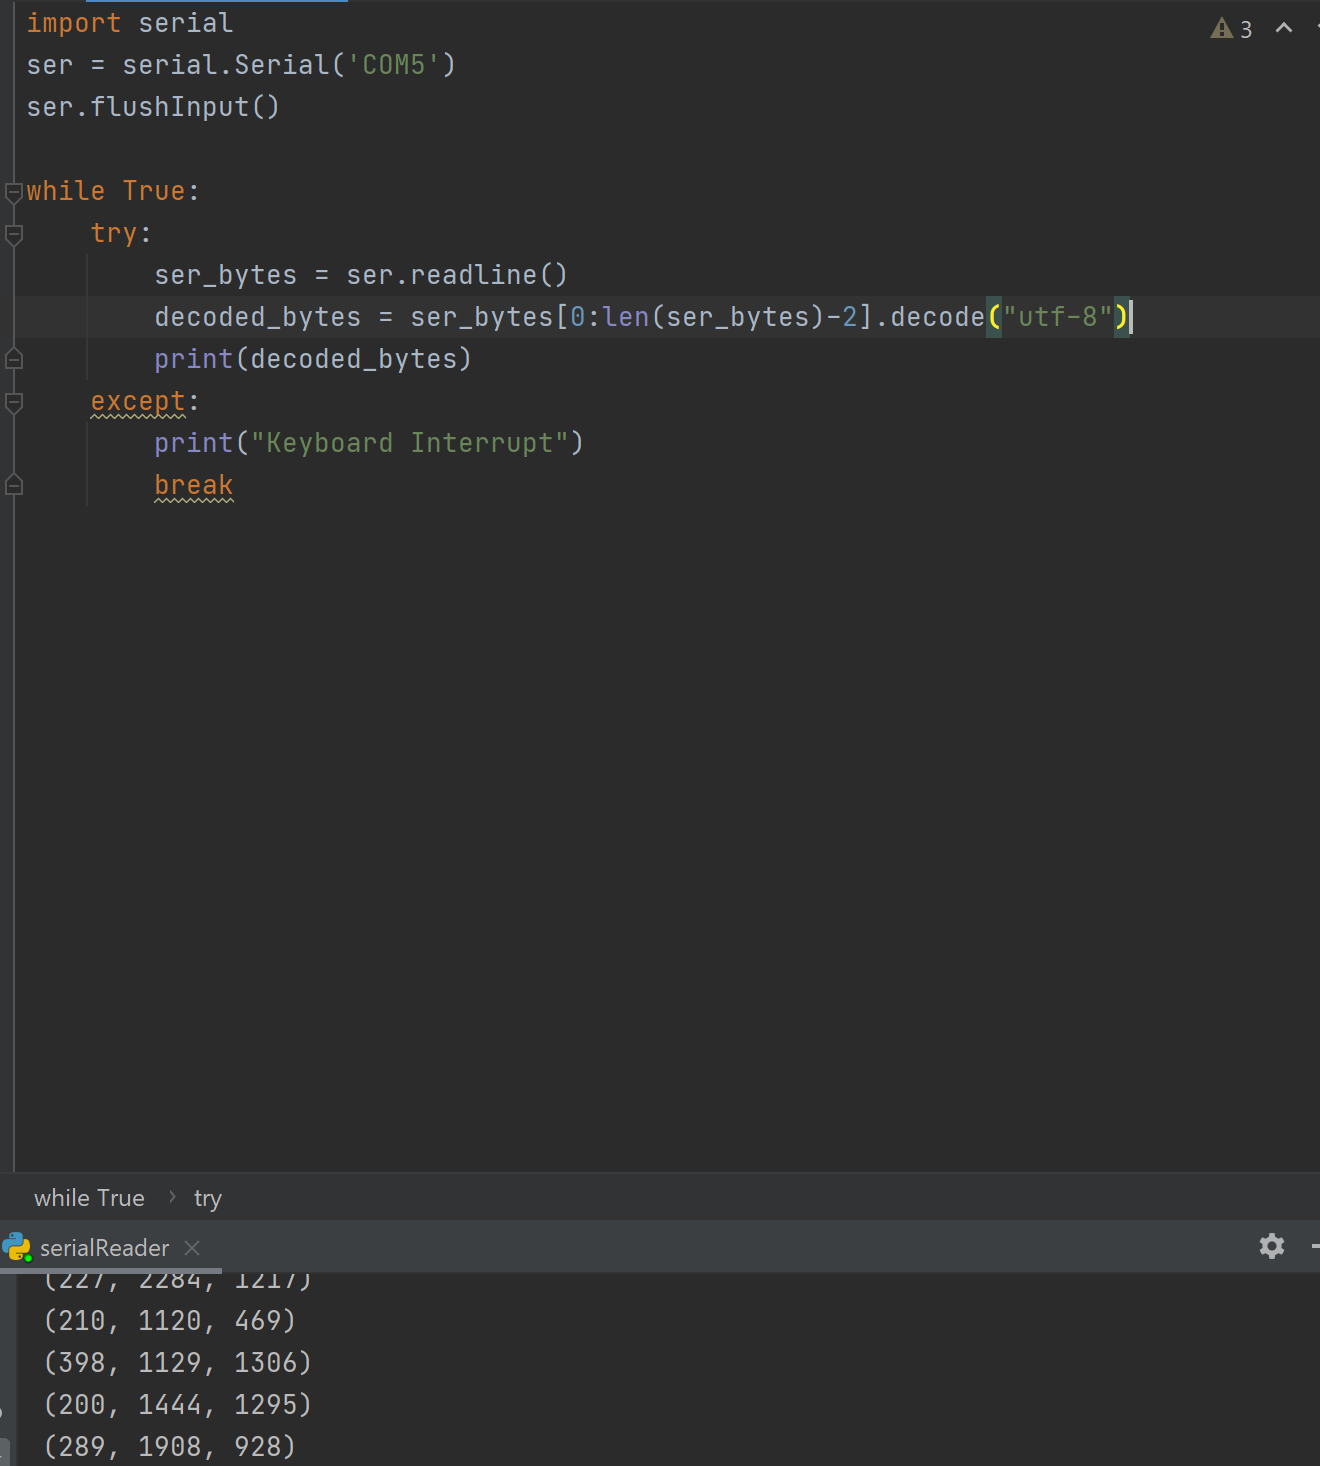 import serial
ser = serial.Serial('COM5')
ser.flushInput()
while True:
    try:
        ser_bytes = ser.readline()
        decoded_bytes = ser_bytes[0:len(ser_bytes)-2].decode("utf-8")
        print(decoded_bytes)
    except:
        print("Keyboard Interrupt")
        break
3
while True › try
serialReader
(227, 2284, 1217)
(210, 1120, 469)
(398, 1129, 1306)
(200, 1444, 1295)
(289, 1908, 928)